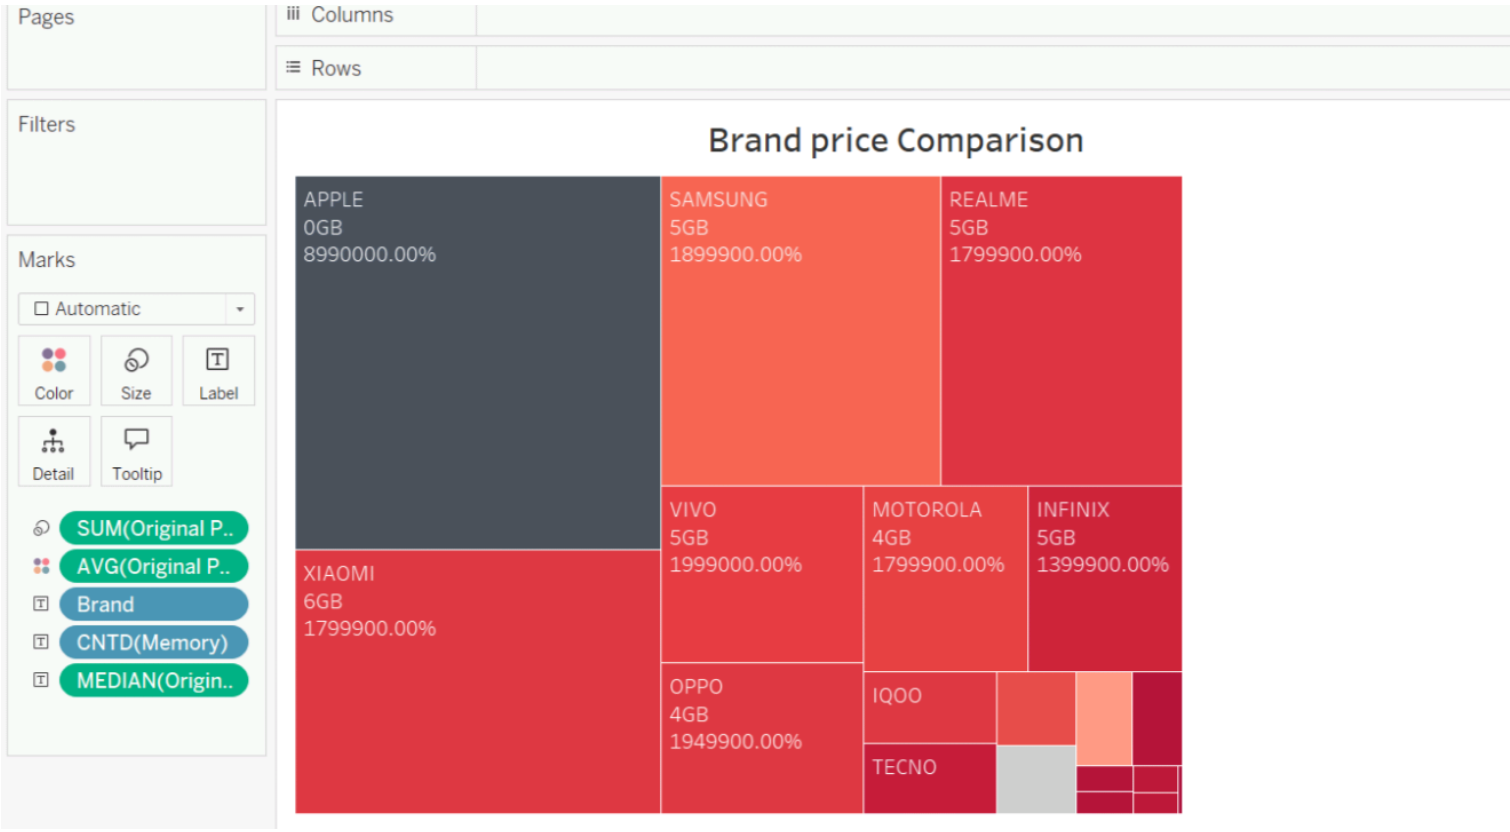 Pages
Columns
Rows
Filters
Marks
Automatic
Color
Size
Label
Detail
Tooltip
SUM(Original P..
AVG(Original P..
Brand
CNTD(Memory)
MEDIAN(Origin..
Brand price Comparison
APPLE
0GB
8990000.00%
SAMSUNG
5GB
1899900.00%
REALME
5GB
1799900.00%
XIAOMI
6GB
1799900.00%
VIVO
5GB
1999000.00%
MOTOROLA
4GB
1799900.00%
INFINIX
5GB
1399900.00%
OPPO
4GB
1949900.00%
IQOO
TECNO